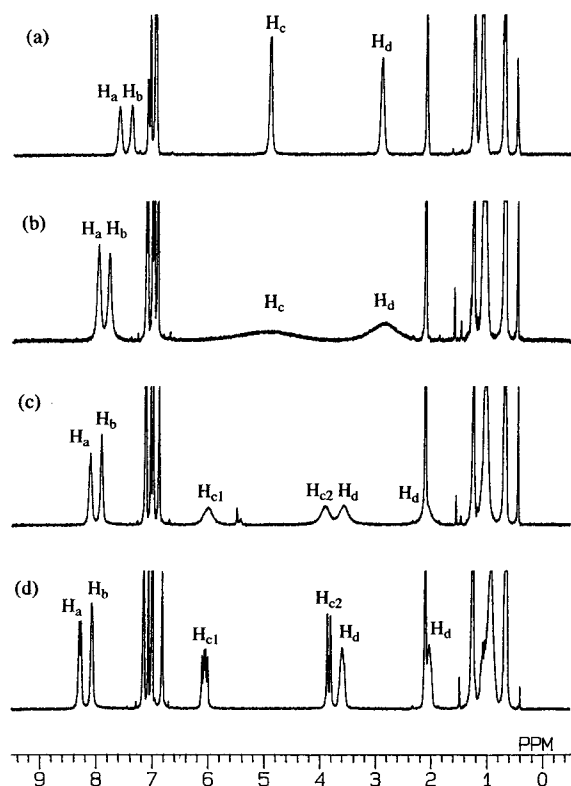 (a)
Hc
Hd
Ha Hb
(b)
Ha Hb
Hc
Hd
(c)
Hb
Ha
Hc1
Hc2 Hd
Hd
(d)
Ha Hb
Hc2
Hc1
Hd
Hd
PPM
9 8 7 6 5 4 3 2 1 0